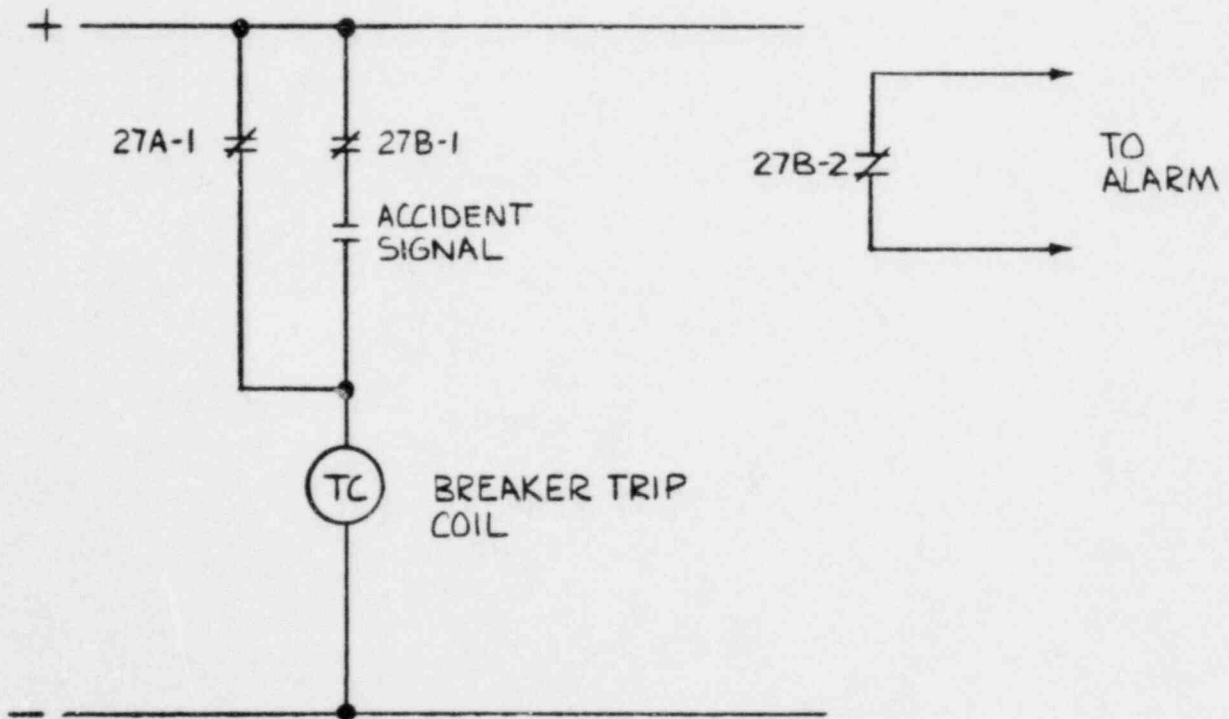 +
27A-1
27B-1
ACCIDENT
SIGNAL
27B-2
TO
ALARM
TC
BREAKER TRIP
COIL
-